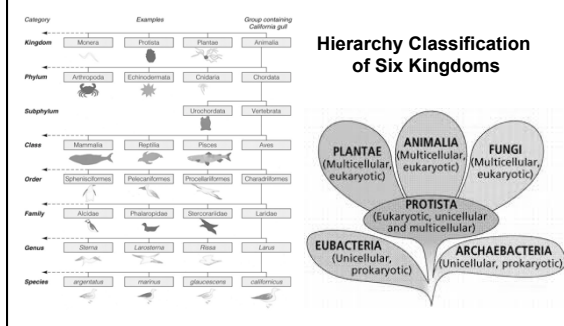 Category Examples Group containing
California gull
Kingdom Monera Protista Plantae Animalia
Phylum Arthropoda Echinodermata Cnidaria Chordata
Subphylum Urochordata Vertebrata
Class Mammalia Reptilia Pisces Aves
Order Sphenisciformes Pelecaniformes Procellariiformes Charadriiformes
Family Alcidae Phalaropidae Stercorariidae Laridae
Genus Sterna Larosterna Rissa Larus
Species argentatus marinus glaucescens californicus
Hierarchy Classification
of Six Kingdoms
PLANTAE
(Multicellular,
eukaryotic)
ANIMALIA
(Multicellular,
eukaryotic)
FUNGI
(Multicellular,
eukaryotic)
PROTISTA
(Eukaryotic, unicellular
and multicellular)
EUBACTERIA
(Unicellular,
prokaryotic)
ARCHAEBACTERIA
(Unicellular, prokaryotic)